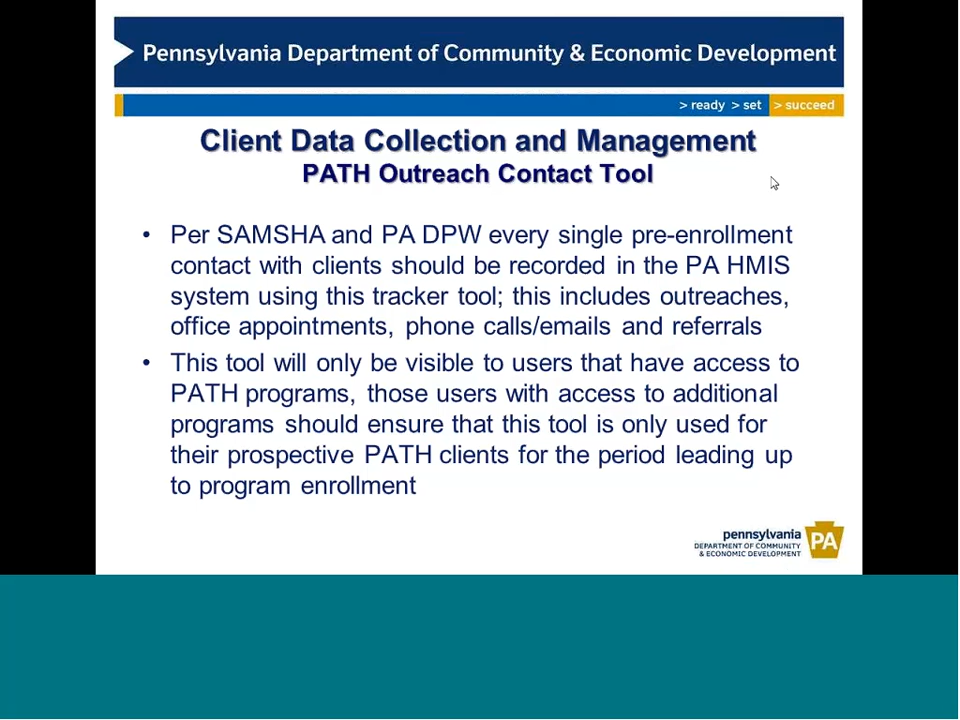 Pennsylvania Department of Community & Economic Development
> ready > set > succeed
Client Data Collection and Management
PATH Outreach Contact Tool
• Per SAMSHA and PA DPW every single pre-enrollment
contact with clients should be recorded in the PA HMIS
system using this tracker tool; this includes outreaches,
office appointments, phone calls/emails and referrals
• This tool will only be visible to users that have access to
PATH programs, those users with access to additional
programs should ensure that this tool is only used for
their prospective PATH clients for the period leading up
to program enrollment
pennsylvania
DEPARTMENT OF COMMUNITY
& ECONOMIC DEVELOPMENT
PA